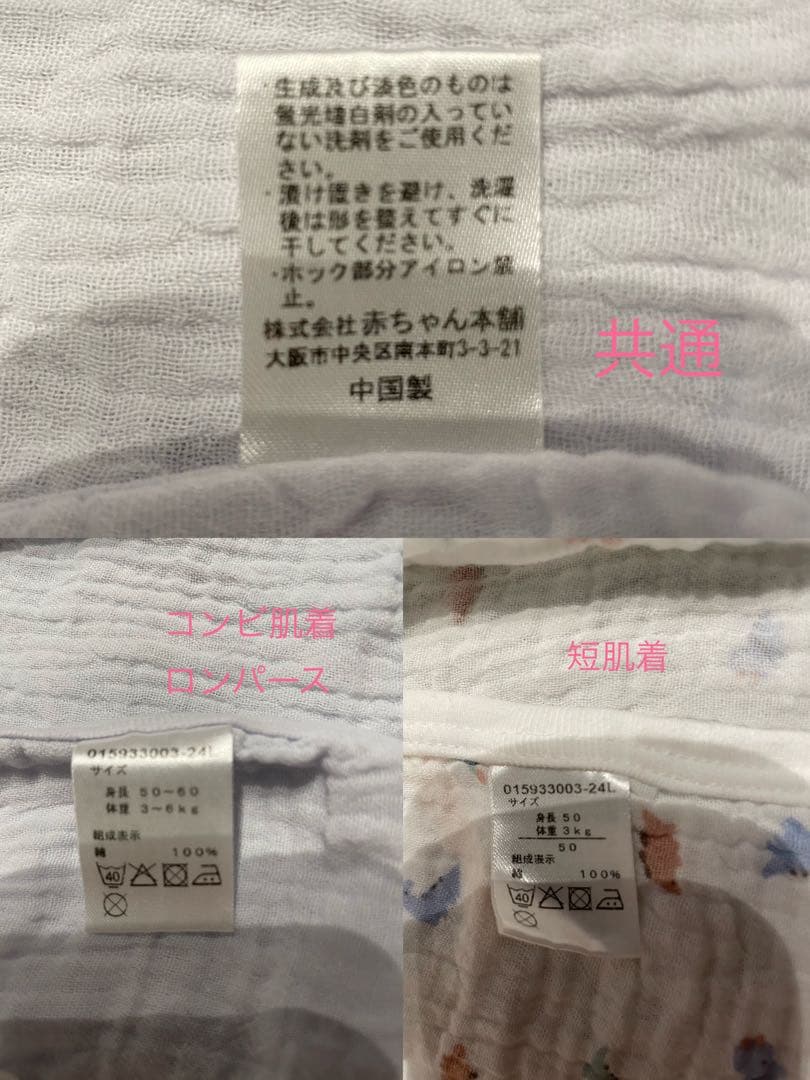 ・生成及び淡色のものは
蛍光増白剤の入ってい
ない洗剤をご使用くだ
さい。
・漬け置きを避け、洗濯
後は形を整えてすぐに
干してください。
・ホック部分アイロン禁
止。
株式会社赤ちゃん本舗
大阪市中央区南本町3-3-21
中国製
共通
コンビ肌着
ロンパース
015933003-24L
サイズ
身長 50～60
体重 3～6kg
組成表示
綿 100%
40
短肌着
015933003-24L
サイズ
身長 50
体重 3kg
50
組成表示
綿 100%
40